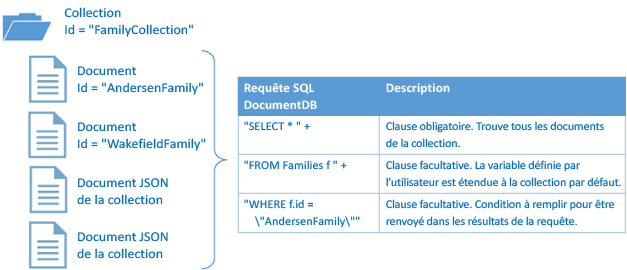 Collection
Id = "FamilyCollection"
Document
Id = "AndersenFamily"
Document
Id = "WakefieldFamily"
Document JSON
de la collection
Document JSON
de la collection
Requête SQL
DocumentDB
Description
"SELECT * " +
Clause obligatoire. Trouve tous les documents
de la collection.
"FROM Families f " +
Clause facultative. La variable définie par
l'utilisateur est étendue à la collection par défaut.
"WHERE f.id =
\"AndersenFamily\""
Clause facultative. Condition à remplir pour être
renvoyé dans les résultats de la requête.